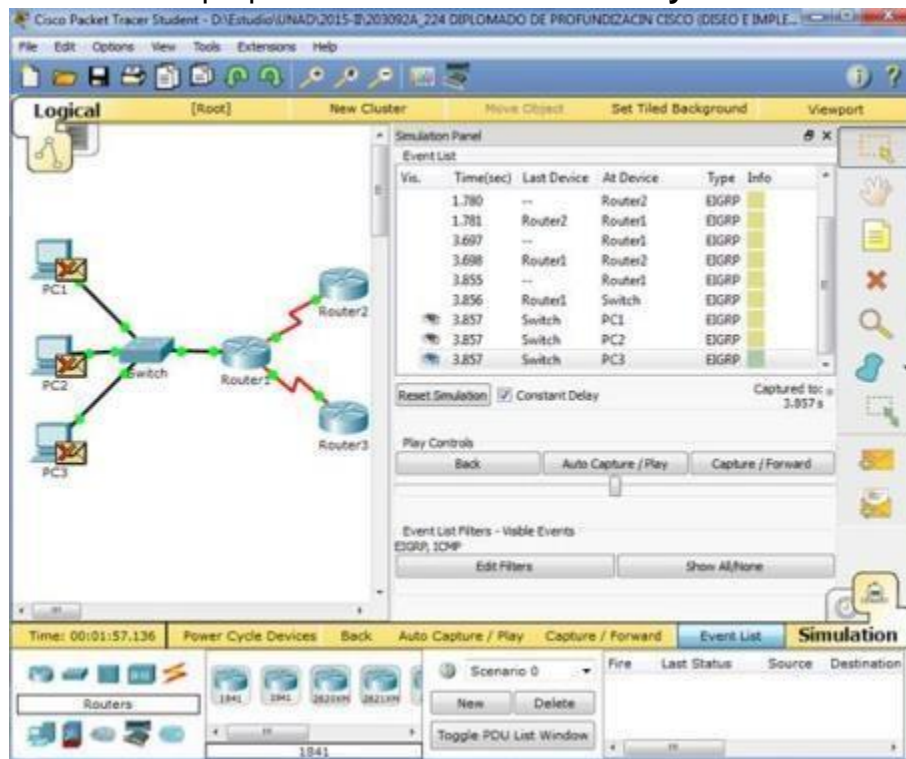 Cisco Packet Tracer Student - D:\Estudio\UNAD\2015-II\203092A_224 DIPLOMADO DE PROFUNDIZACIN CISCO (DISEO E IMPLE...
File Edit Options View Tools Extensions Help
Logical [Root] New Cluster Move Object Set Tiled Background Viewport
Simulation Panel
Event List
Vis. Time(sec) Last Device At Device Type Info
1.780 -- Router2 EIGRP
1.781 Router2 Router1 EIGRP
3.697 -- Router1 EIGRP
3.698 Router1 Router2 EIGRP
3.855 -- Router1 EIGRP
3.856 Router1 Switch EIGRP
3.857 Switch PC1 EIGRP
3.857 Switch PC2 EIGRP
3.857 Switch PC3 EIGRP
Reset Simulation Constant Delay Captured to:
3.857 s
Play Controls
Back Auto Capture / Play Capture / Forward
Event List Filters - Visible Events
EIGRP, ICMP
Edit Filters Show All/None
PC1
Router2
PC2 Switch Router1
Router3
PC3
Time: 00:01:57.136 Power Cycle Devices Back Auto Capture / Play Capture / Forward Event List Simulation
Routers
1841 1941 2620XM 2621XM
1841
Scenario 0
New Delete
Toggle PDU List Window
Fire Last Status Source Destination